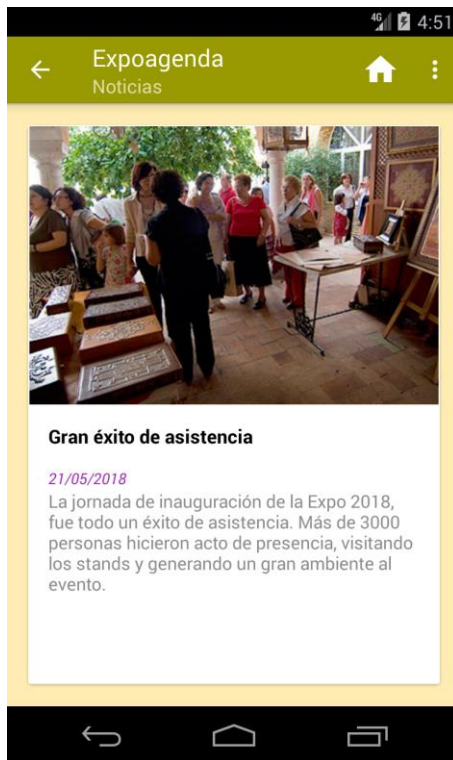 4G 4:51
Expoagenda
Noticias
Gran éxito de asistencia
21/05/2018
La jornada de inauguración de la Expo 2018,
fue todo un éxito de asistencia. Más de 3000
personas hicieron acto de presencia, visitando
los stands y generando un gran ambiente al
evento.